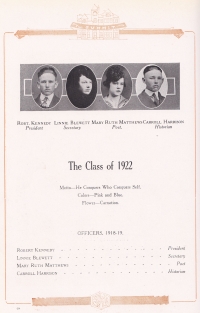 ROBT. KENNEDY LINNIE BLEWETT MARY RUTH MATTHEWS CARROLL HARRISON
President Secretary Poet. Historian
The Class of 1922
Motto—He Conquers Who Conquers Self.
Colors—Pink and Blue.
Flower—Carnation.
OFFICERS, 1918-19.
ROBERT KENNEDY President
LINNIE BLEWETT Secretary
MARY RUTH MATTHEWS Poet
CARROLL HARRISON Historian